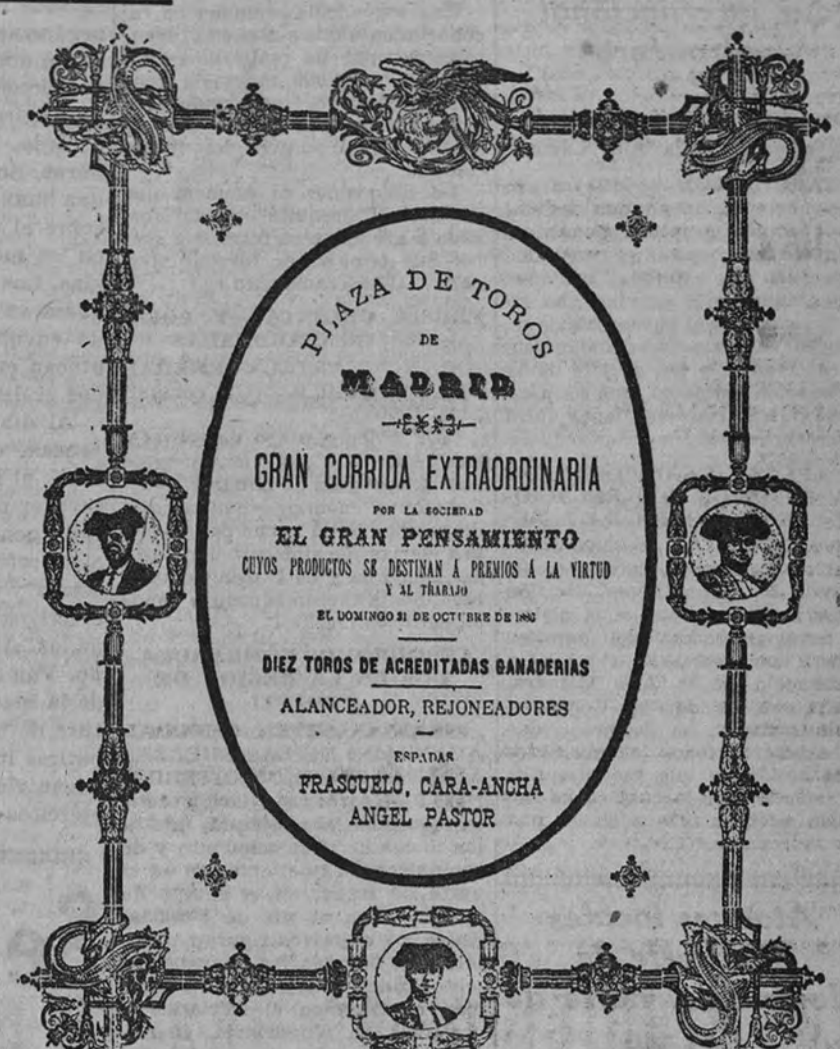 PLAZA DE TOROS
DE
MADRID
GRAN CORRIDA EXTRAORDINARIA
POR LA SOCIEDAD
EL GRAN PENSAMIENTO
CUYOS PRODUCTOS SE DESTINAN Á PREMIOS Á LA VIRTUD
Y AL TRABAJO
EL DOMINGO DE OCTUBRE DE
DIEZ TOROS DE ACREDITADAS GANADERIAS
ALANCEADOR, REJONEADORES
ESPADAS
FRASCUELO, CARA-ANCHA
ANGEL PASTOR